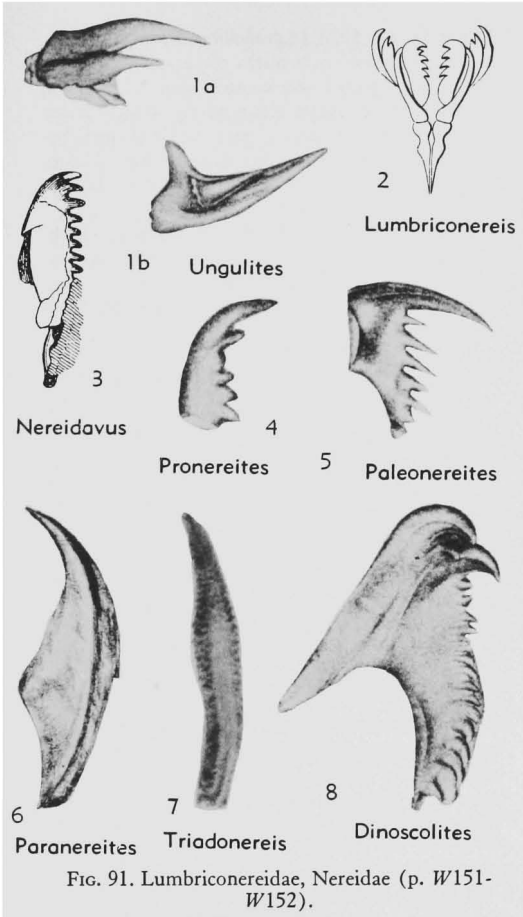 1a
2
Lumbriconereis
1b
Ungulites
3
Nereidavus
4
Pronereites
5
Paleonereites
6
Paranereites
7
Triadonereis
8
Dinoscolites
FIG. 91. Lumbriconereidae, Nereidae (p. W151-
W152).